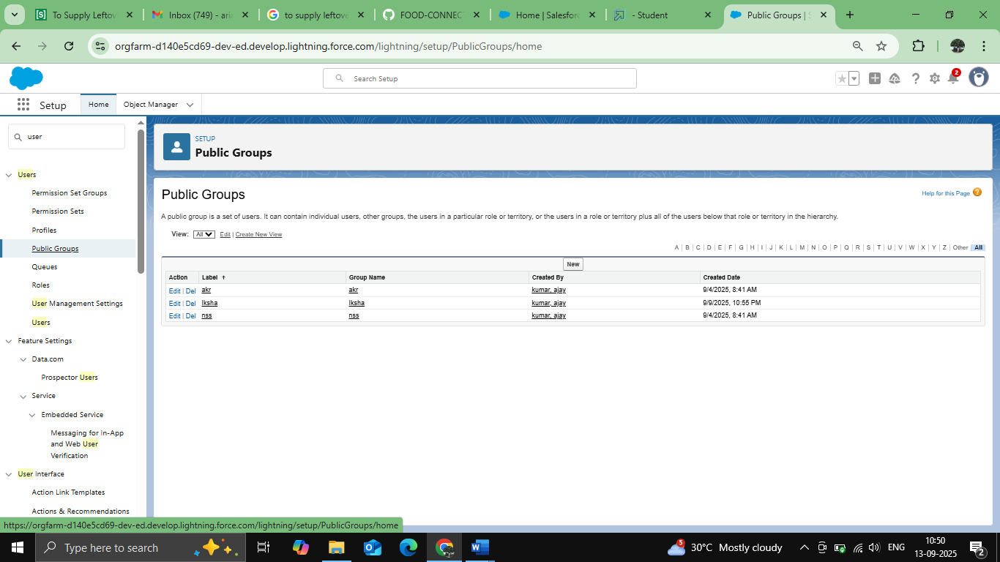 To Supply Leftov
Inbox (749) - aria
to supply leftove
FOOD-CONNEC
Home | Salesforc
- Student
Public Groups | S
orgfarm-d140e5cd69-dev-ed.develop.lightning.force.com/lightning/setup/PublicGroups/home
Search Setup
2
Setup
Home
Object Manager
user
Users
Permission Set Groups
Permission Sets
Profiles
Public Groups
Queues
Roles
User Management Settings
Users
Feature Settings
Data.com
Prospector Users
Service
Embedded Service
Messaging for In-App
and Web User
Verification
User Interface
Action Link Templates
Actions & Recommendations
SETUP
Public Groups
Public Groups
Help for this Page ?
A public group is a set of users. It can contain individual users, other groups, the users in a particular role or territory, or the users in a role or territory plus all of the users below that role or territory in the hierarchy.
View: All Edit | Create New View
A | B | C | D | E | F | G | H | I | J | K | L | M | N | O | P | Q | R | S | T | U | V | W | X | Y | Z | Other All
New
Action Label ↑ Group Name Created By Created Date
Edit | Del akr akr kumar, ajay 9/4/2025, 8:41 AM
Edit | Del lksha lksha kumar, ajay 9/9/2025, 10:55 PM
Edit | Del nss nss kumar, ajay 9/4/2025, 8:41 AM
https://orgfarm-d140e5cd69-dev-ed.develop.lightning.force.com/lightning/setup/PublicGroups/home
Type here to search
5
30°C Mostly cloudy
ENG
10:50
13-09-2025
2